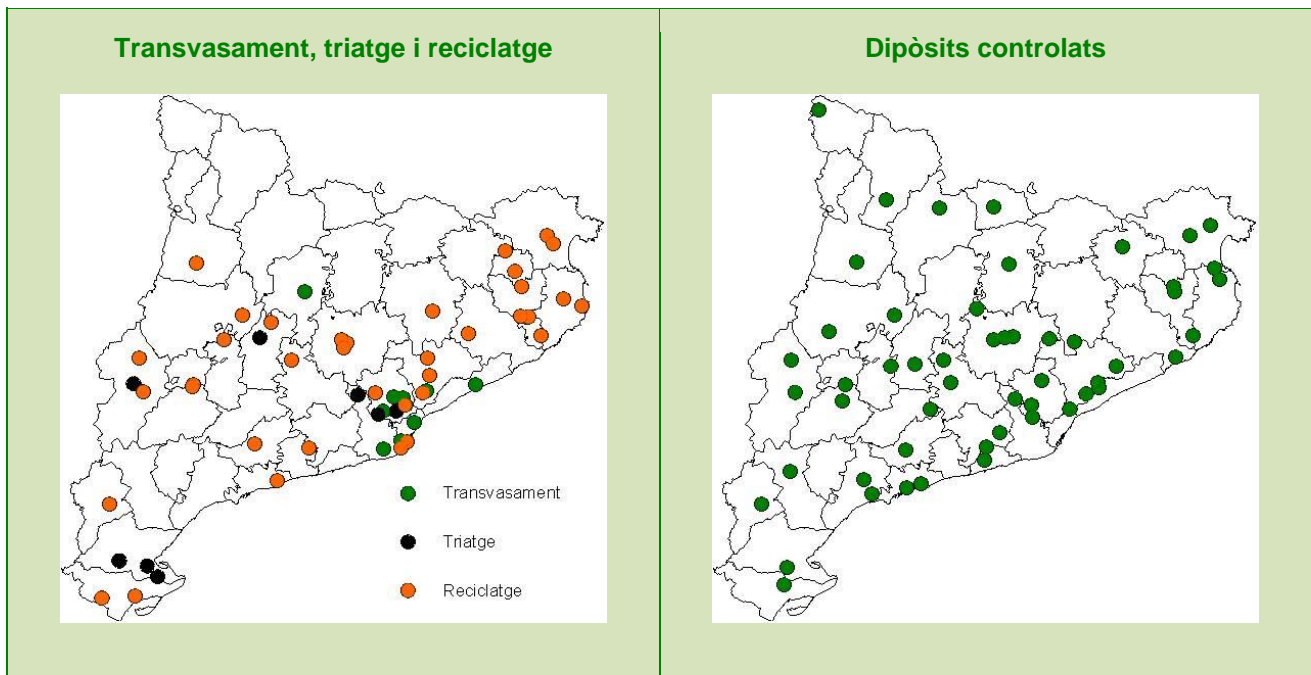 Transvasament, triatge i reciclatge
Dipòsits controlats
Transvasament
Triatge
Reciclatge